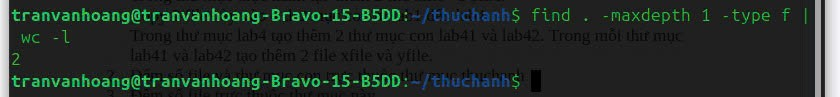 tranvanhoang@tranvanhoang-Bravo-15-B5DD:~/thuchanh$ find . -maxdepth 1 -type f |
 wc -l
Trong thư mục lab4 tạo thêm 2 thư mục con lab41 và lab42. Trong mỗi thư mục
lab41 và lab42 tạo thêm 2 file xfile và yfile.
2
tranvanhoang@tranvanhoang-Bravo-15-B5DD:~/thuchanh$